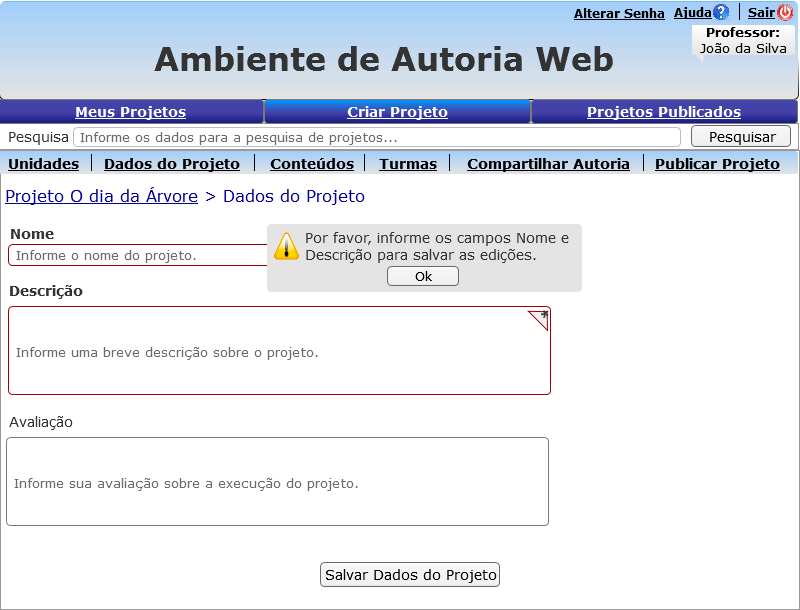 Alterar Senha Ajuda ? Sair
Professor:
João da Silva
Ambiente de Autoria Web
Meus Projetos Criar Projeto Projetos Publicados
Pesquisa Informe os dados para a pesquisa de projetos... Pesquisar
Unidades Dados do Projeto Conteúdos Turmas Compartilhar Autoria Publicar Projeto
Projeto O dia da Árvore > Dados do Projeto
Nome
Informe o nome do projeto.
Por favor, informe os campos Nome e
Descrição para salvar as edições.
Ok
Descrição
*
Informe uma breve descrição sobre o projeto.
Avaliação
Informe sua avaliação sobre a execução do projeto.
Salvar Dados do Projeto